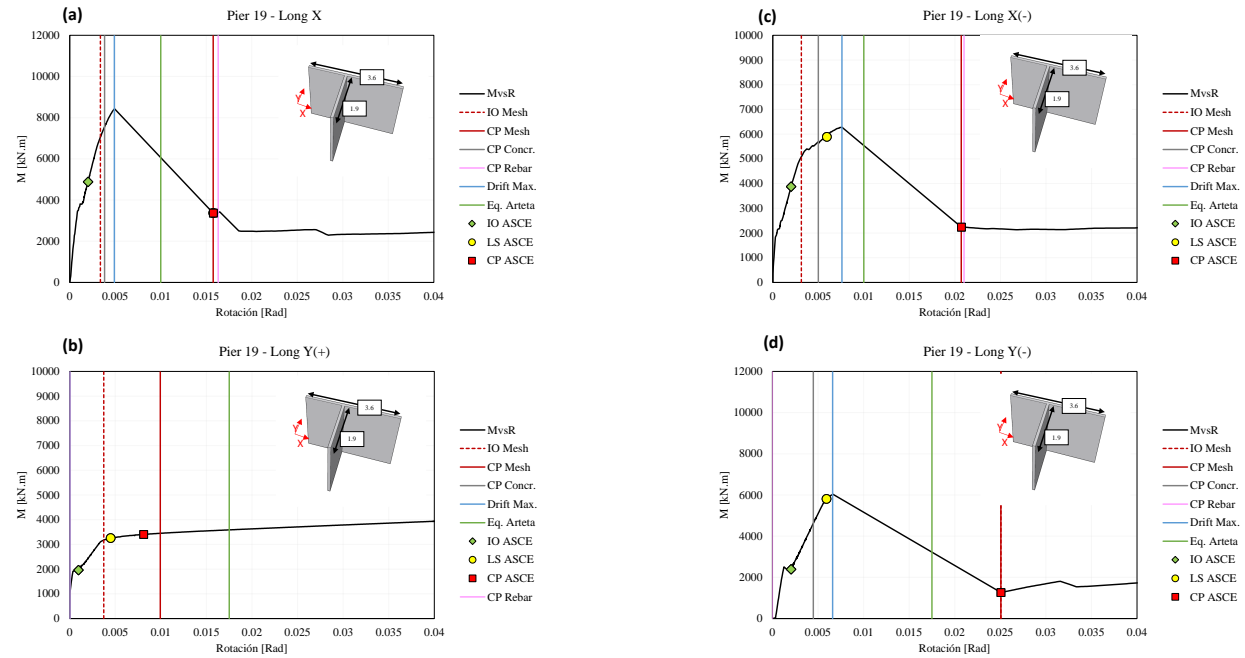 (a)
Pier 19 - Long X
12000
10000
8000
6000
4000
2000
0
M [kN.m]
0 0.005 0.01 0.015 0.02 0.025 0.03 0.035 0.04
Rotación [Rad]
3.6
1.9
Y
X
MvsR
IO Mesh
CP Mesh
CP Concr.
CP Rebar
Drift Max.
Eq. Arteta
IO ASCE
LS ASCE
CP ASCE
(c)
Pier 19 - Long X(-)
10000
9000
8000
7000
6000
5000
4000
3000
2000
1000
0
M [kN.m]
0 0.005 0.01 0.015 0.02 0.025 0.03 0.035 0.04
Rotación [Rad]
3.6
1.9
Y
X
MvsR
IO Mesh
CP Mesh
CP Concr.
CP Rebar
Drift Max.
Eq. Arteta
IO ASCE
LS ASCE
CP ASCE
(b)
Pier 19 - Long Y(+)
10000
9000
8000
7000
6000
5000
4000
3000
2000
1000
0
M [kN.m]
0 0.005 0.01 0.015 0.02 0.025 0.03 0.035 0.04
Rotación [Rad]
3.6
1.9
Y
X
MvsR
IO Mesh
CP Mesh
CP Concr.
Drift Max.
Eq. Arteta
IO ASCE
LS ASCE
CP ASCE
CP Rebar
(d)
Pier 19 - Long Y(-)
12000
10000
8000
6000
4000
2000
0
M [kN.m]
0 0.005 0.01 0.015 0.02 0.025 0.03 0.035 0.04
Rotación [Rad]
3.6
1.9
Y
X
MvsR
IO Mesh
CP Mesh
CP Concr.
CP Rebar
Drift Max.
Eq. Arteta
IO ASCE
LS ASCE
CP ASCE